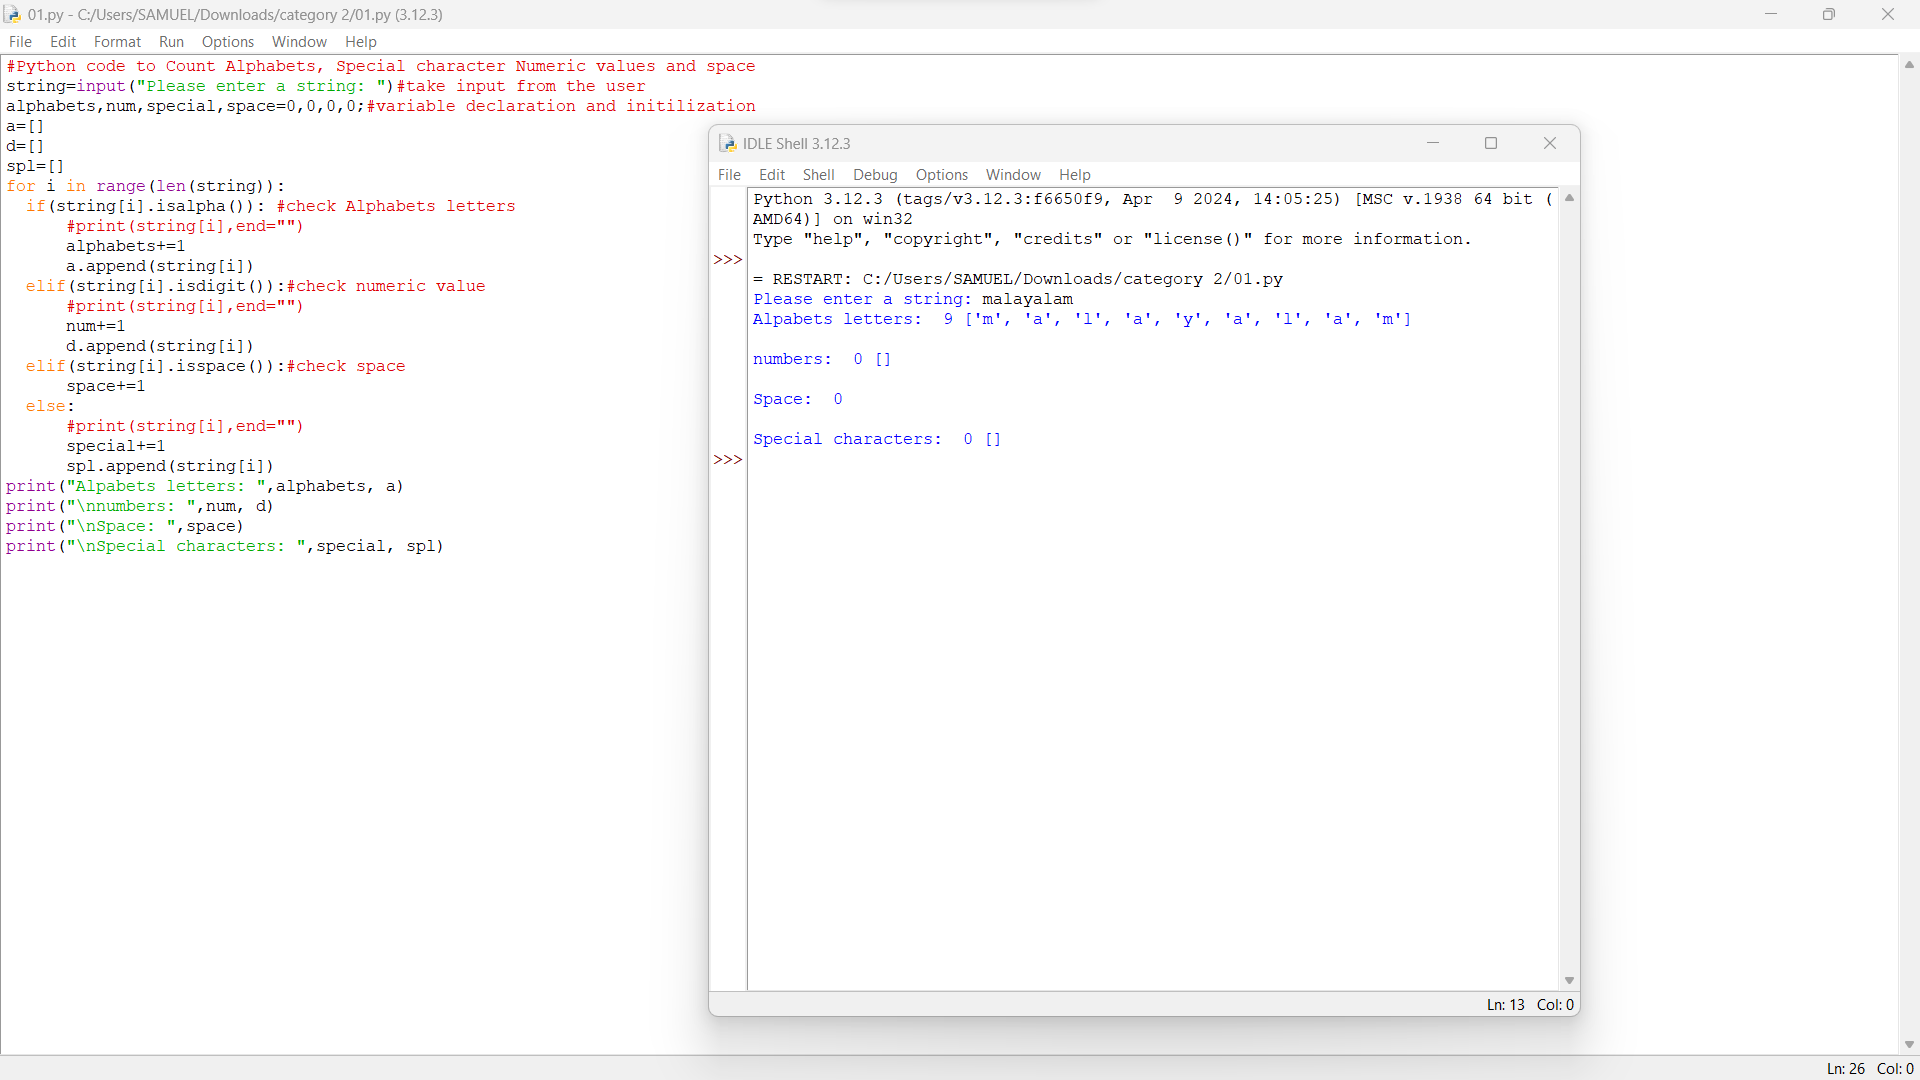 01.py - C:/Users/SAMUEL/Downloads/category 2/01.py (3.12.3)
File Edit Format Run Options Window Help
#Python code to Count Alphabets, Special character Numeric values and space
string=input("Please enter a string: ")#take input from the user
alphabets,num,special,space=0,0,0,0;#variable declaration and initilization
a=[]
d=[]
spl=[]
for i in range(len(string)):
  if(string[i].isalpha()): #check Alphabets letters
      #print(string[i],end="")
      alphabets+=1
      a.append(string[i])
  elif(string[i].isdigit()):#check numeric value
      #print(string[i],end="")
      num+=1
      d.append(string[i])
  elif(string[i].isspace()):#check space
      space+=1
  else:
      #print(string[i],end="")
      special+=1
      spl.append(string[i])
print("Alpabets letters: ",alphabets, a)
print("\nnumbers: ",num, d)
print("\nSpace: ",space)
print("\nSpecial characters: ",special, spl)
IDLE Shell 3.12.3
File Edit Shell Debug Options Window Help
Python 3.12.3 (tags/v3.12.3:f6650f9, Apr  9 2024, 14:05:25) [MSC v.1938 64 bit (
AMD64)] on win32
Type "help", "copyright", "credits" or "license()" for more information.
>>>
= RESTART: C:/Users/SAMUEL/Downloads/category 2/01.py
Please enter a string: malayalam
Alpabets letters:  9 ['m', 'a', 'l', 'a', 'y', 'a', 'l', 'a', 'm']
numbers:  0 []
Space:  0
Special characters:  0 []
>>>
Ln: 13 Col: 0
Ln: 26 Col: 0